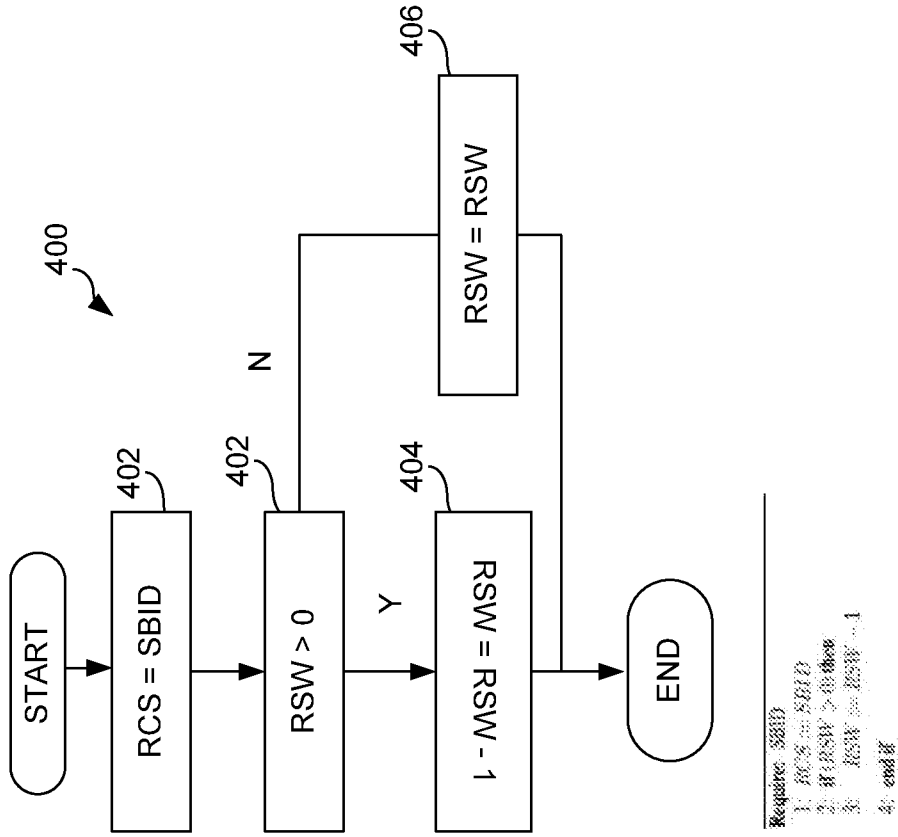 400
START
RCS = SBID
402
RSW > 0
402
N
Y
RSW = RSW - 1
404
RSW = RSW
406
END
Require: SBID
1: RCS = SBID
2: if (RSW > 0) then
3: RSW = RSW - 1
4: end if